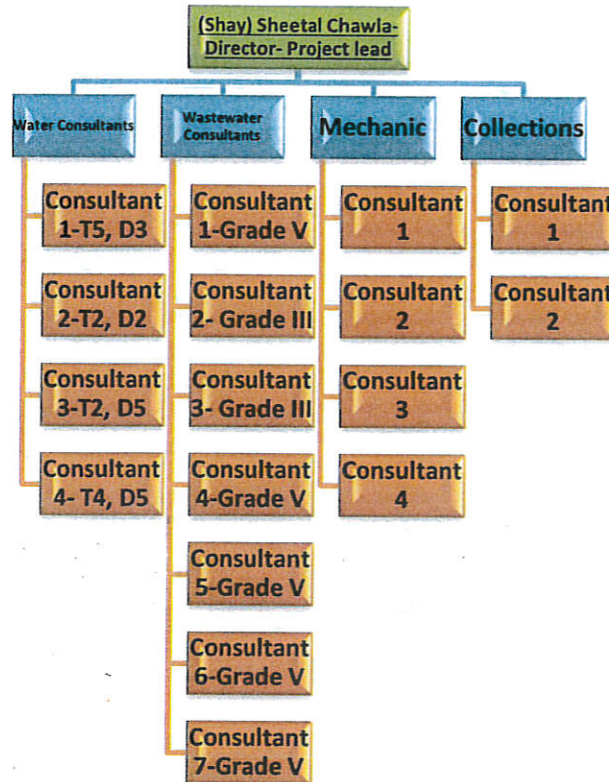 (Shay) Sheetal Chawla-
Director- Project lead
Water Consultants
Wastewater
Consultants
Mechanic
Collections
Consultant
1-T5, D3
Consultant
2-T2, D2
Consultant
3-T2, D5
Consultant
4- T4, D5
Consultant
1-Grade V
Consultant
2- Grade III
Consultant
3- Grade III
Consultant
4-Grade V
Consultant
5-Grade V
Consultant
6-Grade V
Consultant
7-Grade V
Consultant
1
Consultant
2
Consultant
3
Consultant
4
Consultant
1
Consultant
2